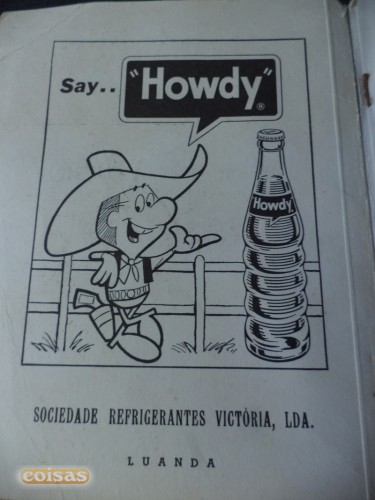 Say.. "Howdy"®
Howdy
SOCIEDADE REFRIGERANTES VICTÓRIA, LDA.
LUANDA
coisas